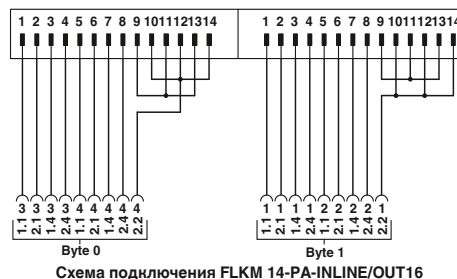 1 2 3 4 5 6 7 8 9 10 11 12 13 14
1 2 3 4 5 6 7 8 9 10 11 12 13 14
3 3 3 3 4 4 4 4 4
1.1 2.1 1.4 2.4 1.1 2.1 1.4 2.4 2.2
Byte 0
1 1 1 1 2 2 2 2 1
1.1 2.1 1.4 2.4 1.1 2.1 1.4 2.4 2.2
Byte 1
Схема подключения FLKM 14-PA-INLINE/OUT16